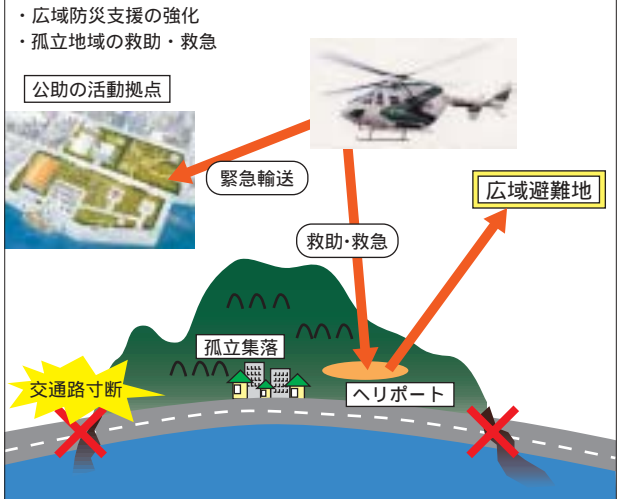 ・広域防災支援の強化
・孤立地域の救助・救急
公助の活動拠点
緊急輸送
広域避難地
救助・救急
孤立集落
交通路寸断
ヘリポート